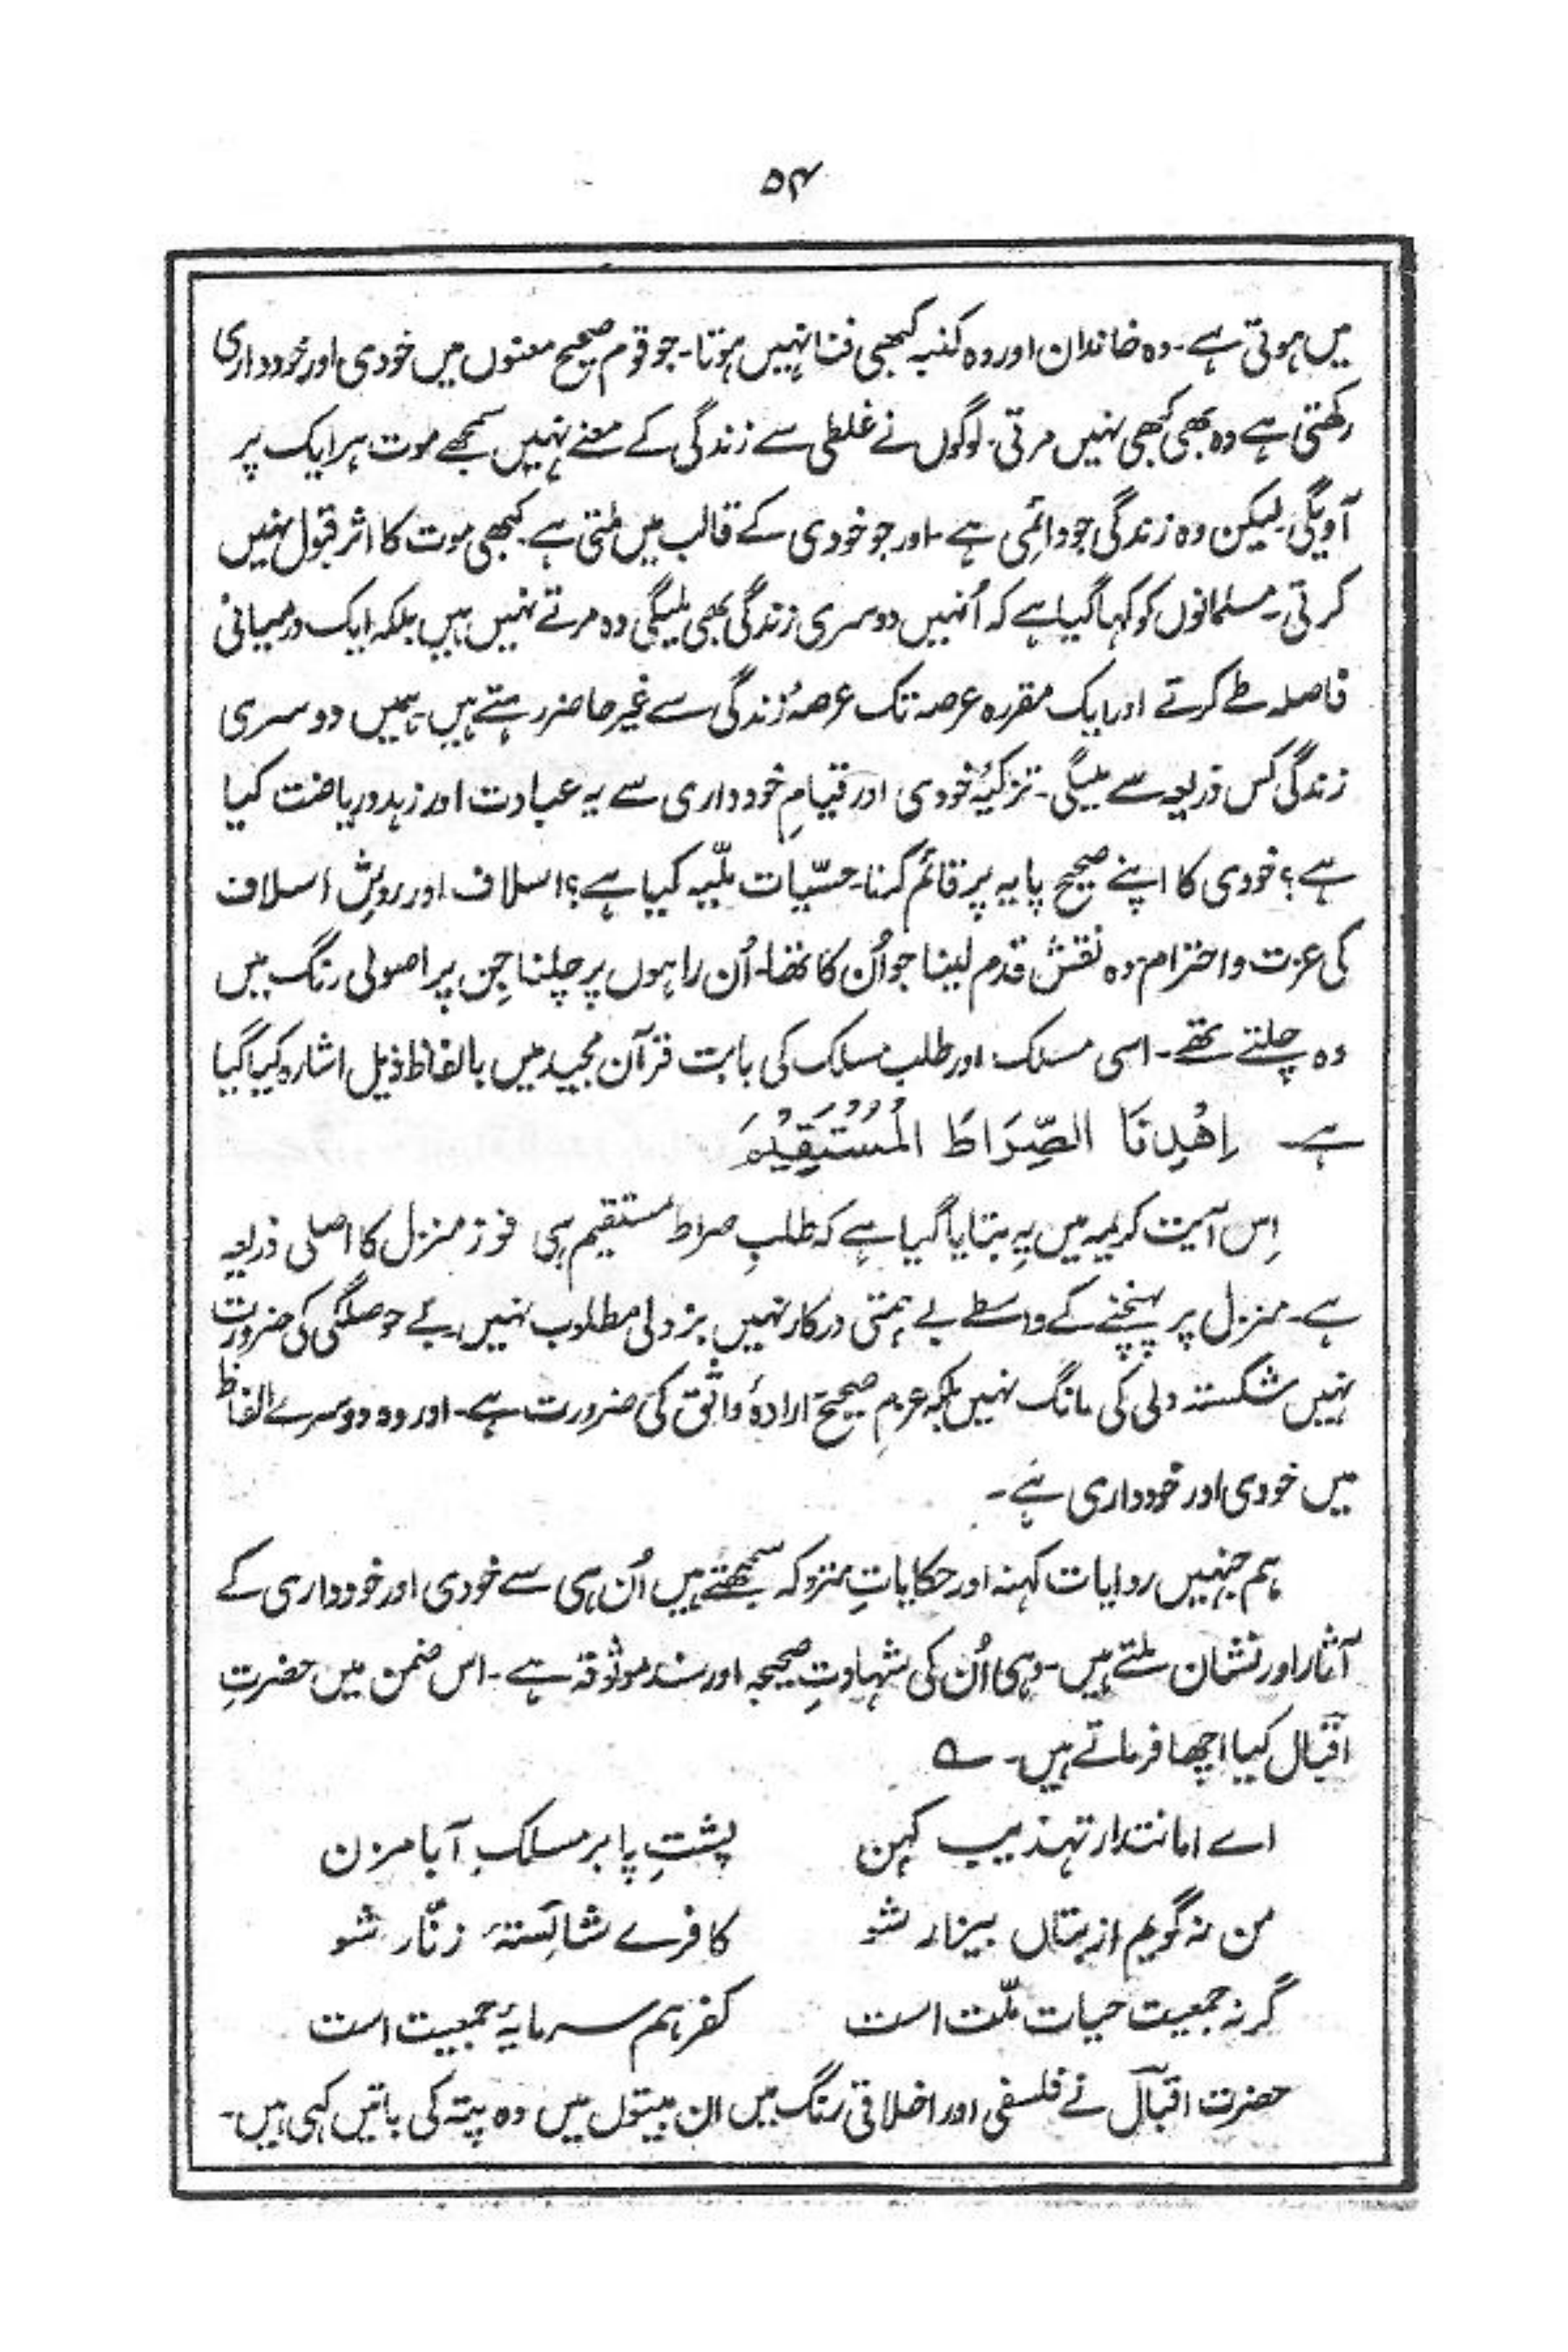 ۵۴
میں ہوتی ہے۔ وہ خاندان اور وہ کنبہ کبھی فنا نہیں ہوتا۔ جو قوم صحیح معنوں میں خودی اور خودداری
رکھتی ہے وہ بھی کبھی نہیں مرتی۔ لوگوں نے غلطی سے زندگی کے معنے نہیں سمجھے موت ہر ایک پر
آویگی۔ لیکن وہ زندگی جو دائمی ہے۔ اور جو خودی کے قالب میں ملتی ہے۔ کبھی موت کا اثر قبول نہیں
کرتی۔ مسلمانوں کو کہا گیا ہے کہ اُنہیں دوسری زندگی بھی ملیگی وہ مرتے نہیں ہیں بلکہ ایک درمیانی
فاصلہ طے کرتے اور ایک مقررہ عرصہ تک عرصۂ زندگی سے غیر حاضر رہتے ہیں۔ ہمیں دوسری
زندگی کس ذریعہ سے ملیگی۔ تزکیۂ خودی اور قیامِ خودداری سے یہ عبادت اور زہد و ریاضت کیا
ہے؟ خودی کا اپنے صحیح پایہ پر قائم کرنا۔ حسّیات ملّیہ کیا ہے؟ اسلاف اور روشِ اسلاف
کی عزت و احترام۔ وہ نقش قدم لینا جو اُن کا تھا۔ اُن راہوں پر چلنا جِن پر اصولی رنگ میں
وہ چلتے تھے۔ اسی مسلک اور طلب مسلک کی بابت قرآن مجید میں بالفاظ ذیل اشارہ کیا گیا
ہے۔ اِهْدِنَا الصِّرَاطَ الْمُسْتَقِيْمَ
اِس آیت کریمہ میں یہ بتایا گیا ہے کہ طلبِ صراط مستقیم ہی فوز منزل کا اصلی ذریعہ
ہے۔ منزل پر پہنچنے کے واسطے بے ہمتی درکار نہیں بزدلی مطلوب نہیں۔ بے حوصلگی کی ضرورت
نہیں شکستہ دلی کی مانگ نہیں بلکہ عزمِ صحیح ارادۂ واثق کی ضرورت ہے۔ اور وہ دوسرے الفاظ
میں خودی اور خودداری ہے۔
ہم جنہیں روایات کہنہ اور حکایاتِ متروکہ سمجھتے ہیں اُن ہی سے خودی اور خودداری کے
آثار اور نشان ملتے ہیں۔ وہی اُن کی شہادتِ صحیحہ اور سند موثوقہ ہے۔ اس ضمن میں حضرتِ
اقبال کیا اچھا فرماتے ہیں۔ ؎
اے امانتدار تہذیب کہن پشتِ پا بر مسلکِ آبا مزن
من نہ گویم از بتاں بیزار شو کافرے شائستۂ زنّار شو
گر نہ جمعیت حیات ملّت است کفر ہم سرمایۂ جمعیت است
حضرت اقبال نے فلسفی اور اخلاقی رنگ میں ان بیتوں میں وہ پتہ کی باتیں کہی ہیں۔